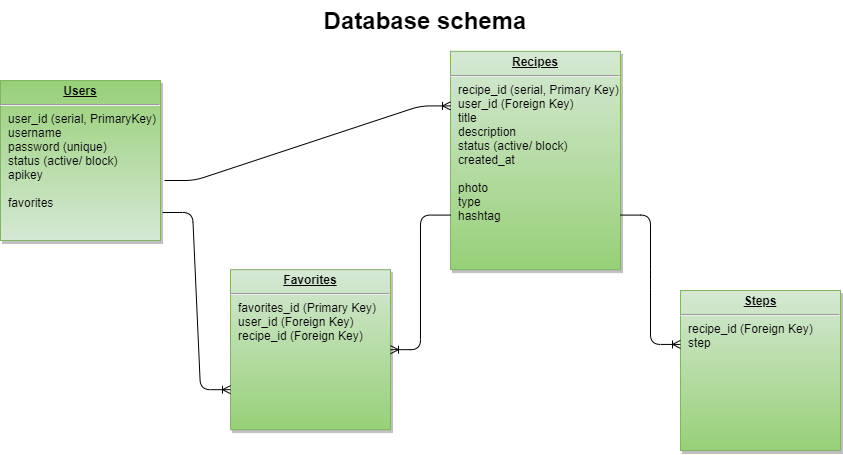 Database schema
Users
user_id (serial, PrimaryKey)
username
password (unique)
status (active/ block)
apikey
favorites
Recipes
recipe_id (serial, Primary Key)
user_id (Foreign Key)
title
description
status (active/ block)
created_at
photo
type
hashtag
Favorites
favorites_id (Primary Key)
user_id (Foreign Key)
recipe_id (Foreign Key)
Steps
recipe_id (Foreign Key)
step